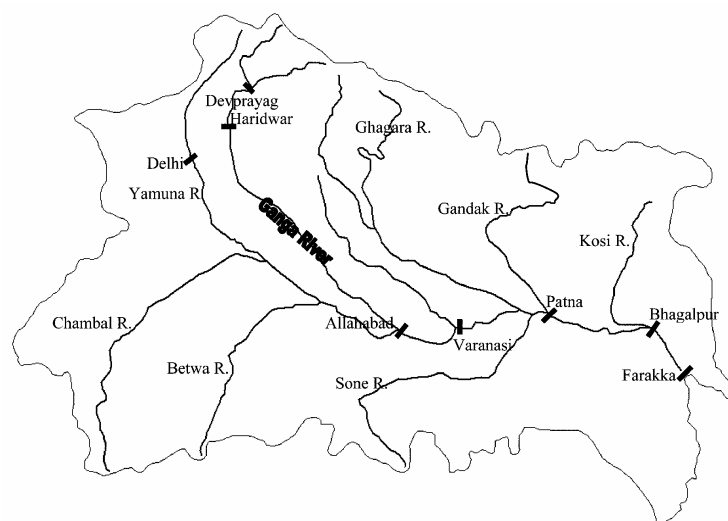 Devprayag
Haridwar
Ghagara R.
Delhi
Yamuna R.
Ganga River
Gandak R.
Kosi R.
Patna
Chambal R.
Allahabad
Bhagalpur
Varanasi
Betwa R.
Sone R.
Farakka